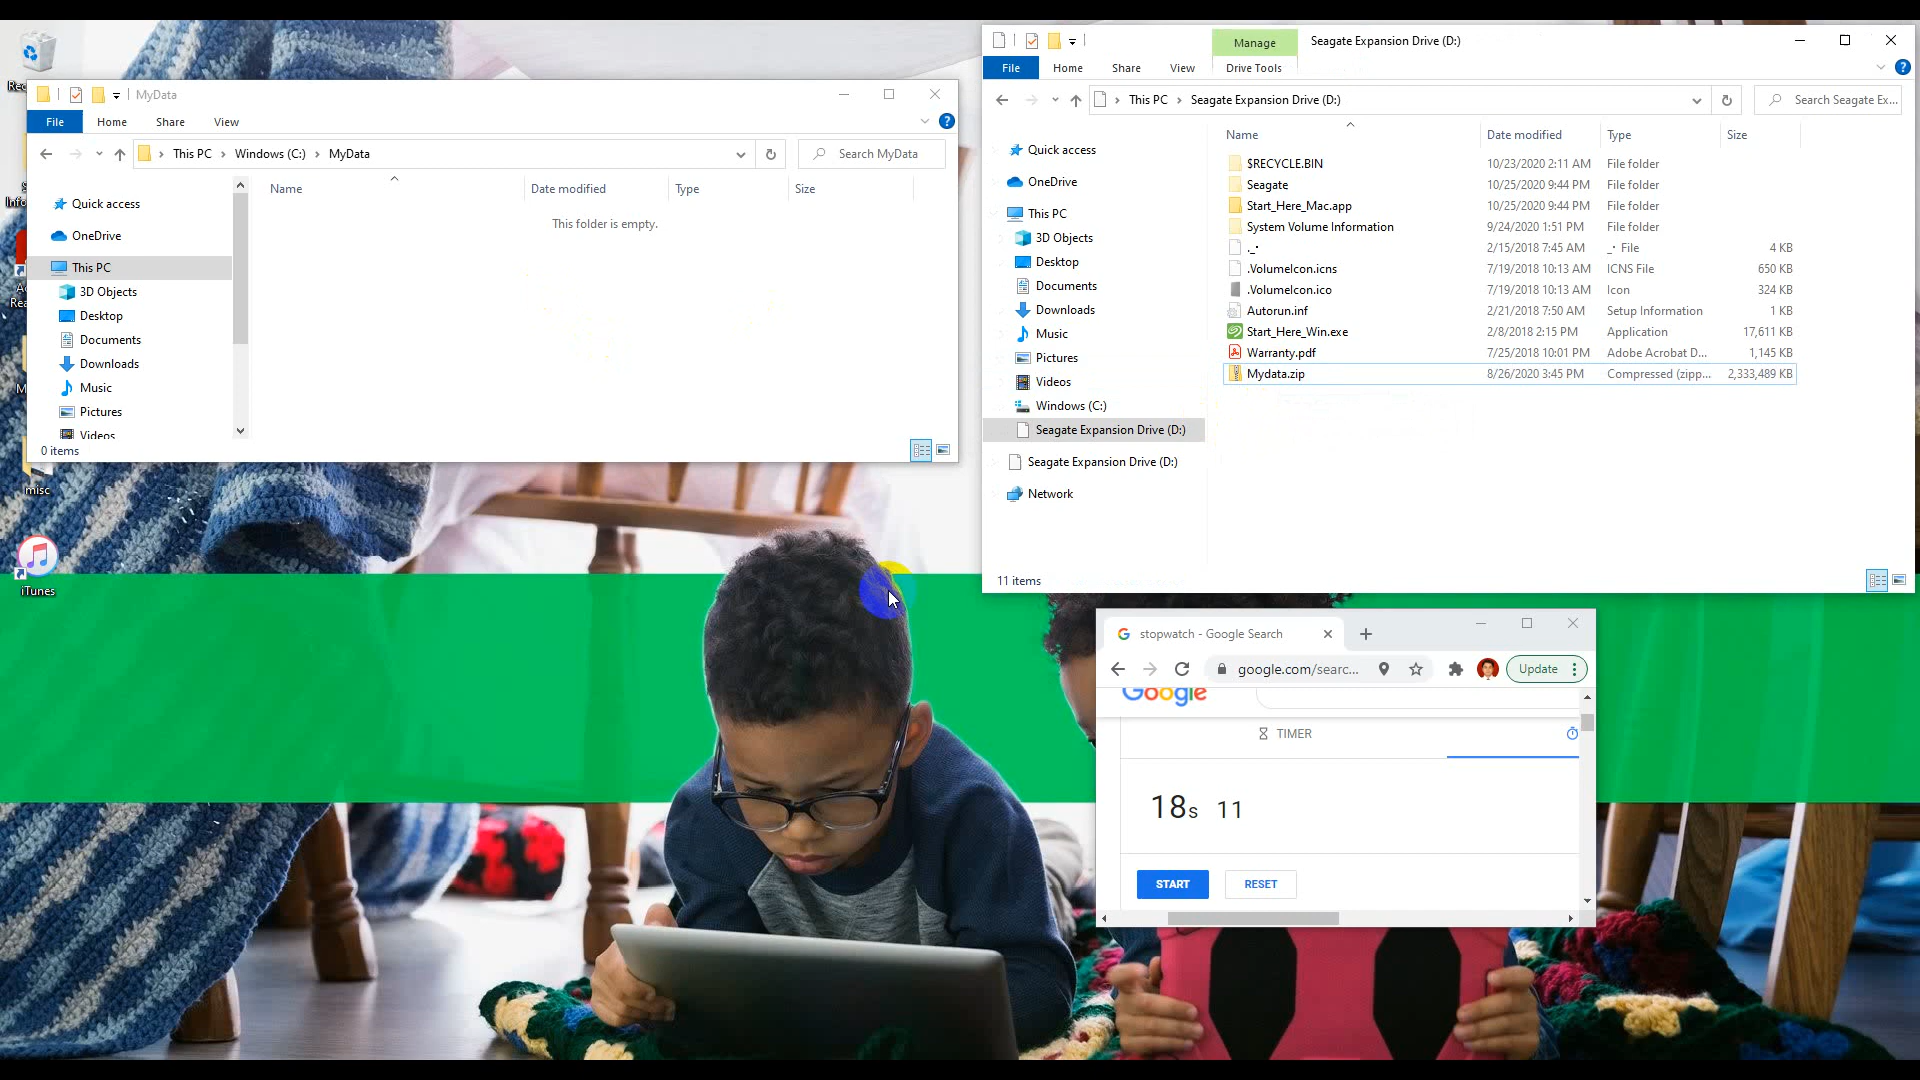 MyData
File Home Share View
This PC Windows (C:) MyData
Search MyData
Name Date modified Type Size
This folder is empty.
Quick access
OneDrive
This PC
3D Objects
Desktop
Documents
Downloads
Music
Pictures
Videos
0 items
misc
iTunes
Manage Seagate Expansion Drive (D:)
File Home Share View Drive Tools
This PC Seagate Expansion Drive (D:)
Search Seagate Ex...
Quick access
OneDrive
This PC
3D Objects
Desktop
Documents
Downloads
Music
Pictures
Videos
Windows (C:)
Seagate Expansion Drive (D:)
Seagate Expansion Drive (D:)
Network
Name Date modified Type Size
$RECYCLE.BIN 10/23/2020 2:11 AM File folder
Seagate 10/25/2020 9:44 PM File folder
Start_Here_Mac.app 10/25/2020 9:44 PM File folder
System Volume Information 9/24/2020 1:51 PM File folder
2/15/2018 7:45 AM File 4 KB
.VolumeIcon.icns 7/19/2018 10:13 AM ICNS File 650 KB
.VolumeIcon.ico 7/19/2018 10:13 AM Icon 324 KB
Autorun.inf 2/21/2018 7:50 AM Setup Information 1 KB
Start_Here_Win.exe 2/8/2018 2:15 PM Application 17,611 KB
Warranty.pdf 7/25/2018 10:01 PM Adobe Acrobat D... 1,145 KB
Mydata.zip 8/26/2020 3:45 PM Compressed (zipp... 2,333,489 KB
11 items
stopwatch - Google Search
google.com/searc... Update
Google
TIMER
18s 11
START RESET